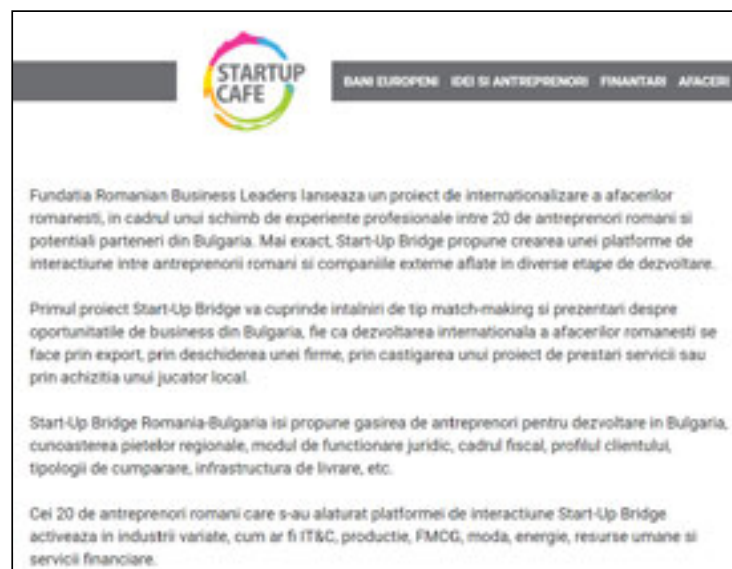 STARTUP
CAFE
BANI EUROPENI IDEI SI ANTREPRENORI FINANTARI AFACERI
Fundatia Romanian Business Leaders lanseaza un proiect de internationalizare a afacerilor
romanesti, in cadrul unui schimb de experiente profesionale intre 20 de antreprenori romani si
potentiali parteneri din Bulgaria. Mai exact, Start-Up Bridge propune crearea unei platforme de
interactiune intre antreprenorii romani si companiile externe aflate in diverse etape de dezvoltare.
Primul proiect Start-Up Bridge va cuprinde intalniri de tip match-making si prezentari despre
oportunitatile de business din Bulgaria, fie ca dezvoltarea internationala a afacerilor romanesti se
face prin export, prin deschiderea unei firme, prin castigarea unui proiect de prestari servicii sau
prin achizitia unui jucator local.
Start-Up Bridge Romania-Bulgaria isi propune gasirea de antreprenori pentru dezvoltare in Bulgaria,
cunoasterea pietelor regionale, modul de functionare juridic, cadrul fiscal, profilul clientului,
tipologii de cumparare, infrastructura de livrare, etc.
Cei 20 de antreprenori romani care s-au alaturat platformei de interactiune Start-Up Bridge
activeaza in industrii variate, cum ar fi IT&C, productie, FMCG, moda, energie, resurse umane si
servicii financiare.